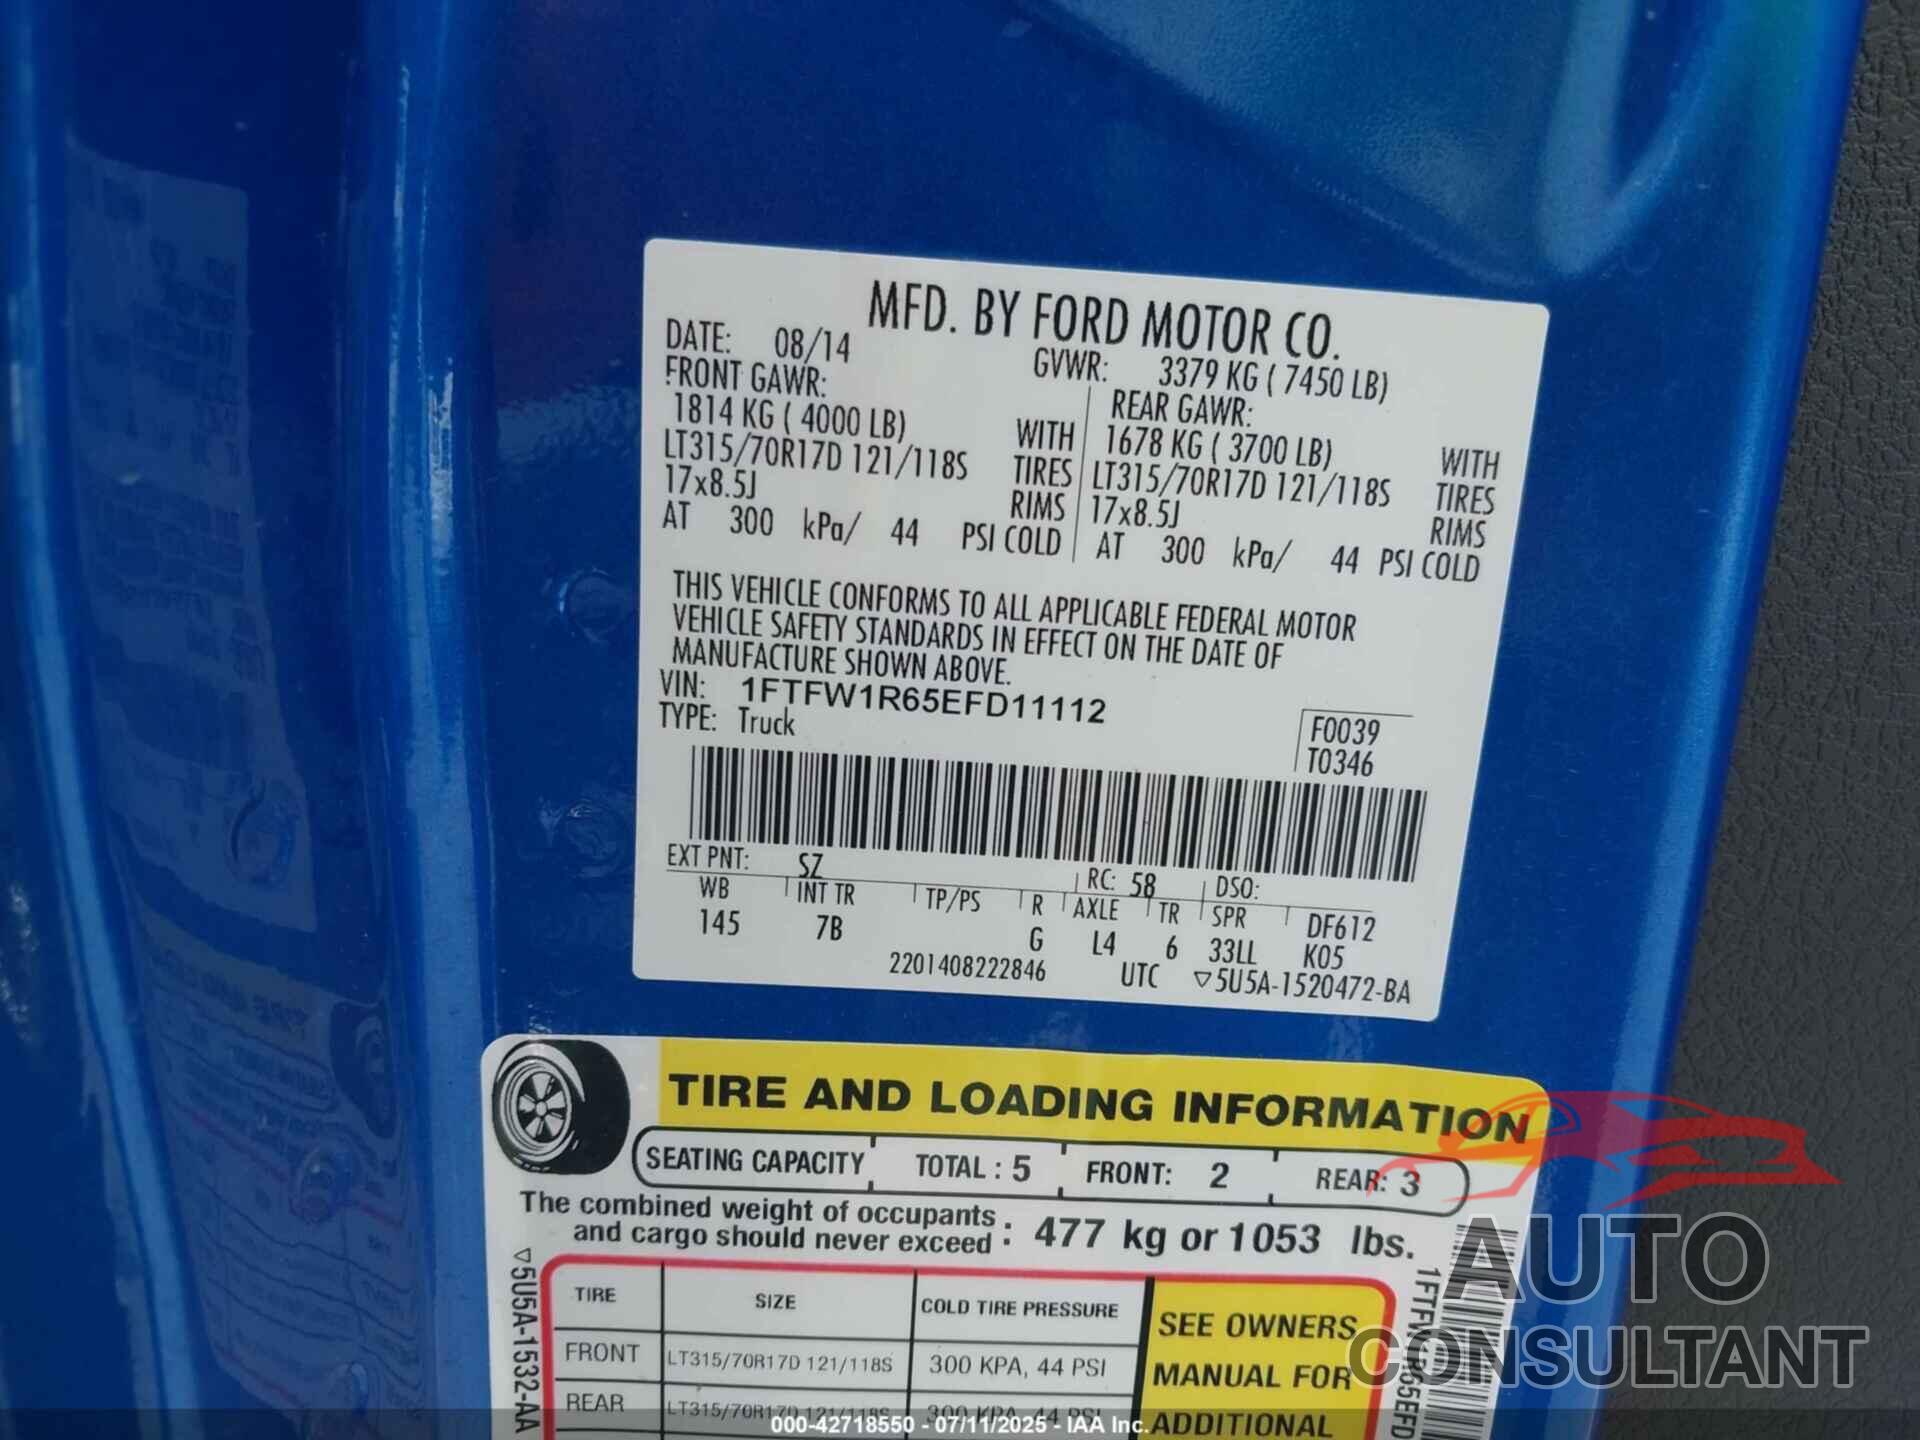 MFD. BY FORD MOTOR CO.
DATE: 08/14 GVWR: 3379 KG ( 7450 LB)
FRONT GAWR: REAR GAWR:
1814 KG ( 4000 LB) WITH 1678 KG ( 3700 LB) WITH
LT315/70R17D 121/118S TIRES LT315/70R17D 121/118S TIRES
17x8.5J RIMS 17x8.5J RIMS
AT 300 kPa/ 44 PSI COLD AT 300 kPa/ 44 PSI COLD
THIS VEHICLE CONFORMS TO ALL APPLICABLE FEDERAL MOTOR
VEHICLE SAFETY STANDARDS IN EFFECT ON THE DATE OF
MANUFACTURE SHOWN ABOVE.
VIN: 1FTFW1R65EFD11112
TYPE: Truck F0039
T0346
EXT PNT: SZ RC: 58 DSO:
WB INT TR TP/PS R AXLE TR SPR DF612
145 7B G L4 6 33LL K05
2201408222846 UTC ▽5U5A-1520472-BA
TIRE AND LOADING INFORMATION
SEATING CAPACITY TOTAL : 5 FRONT: 2 REAR: 3
The combined weight of occupants
and cargo should never exceed : 477 kg or 1053 lbs.
TIRE SIZE COLD TIRE PRESSURE
FRONT LT315/70R17D 121/118S 300 KPA, 44 PSI
REAR LT315/70R17D 121/118S 300 KPA, 44 PSI
SEE OWNERS
MANUAL FOR
ADDITIONAL
▽5U5A-1532-AA
AUTO
CONSULTANT
000-42718550 - 07/11/2025 - IAA Inc.